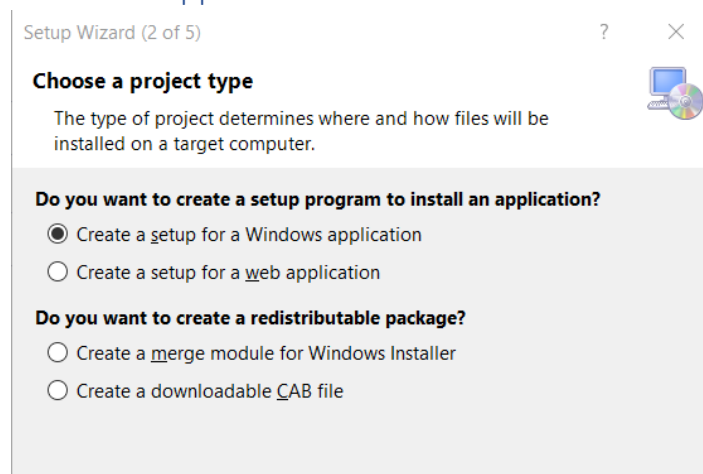 Setup Wizard (2 of 5)
?
Choose a project type
The type of project determines where and how files will be
installed on a target computer.
Do you want to create a setup program to install an application?
Create a setup for a Windows application
Create a setup for a web application
Do you want to create a redistributable package?
Create a merge module for Windows Installer
Create a downloadable CAB file